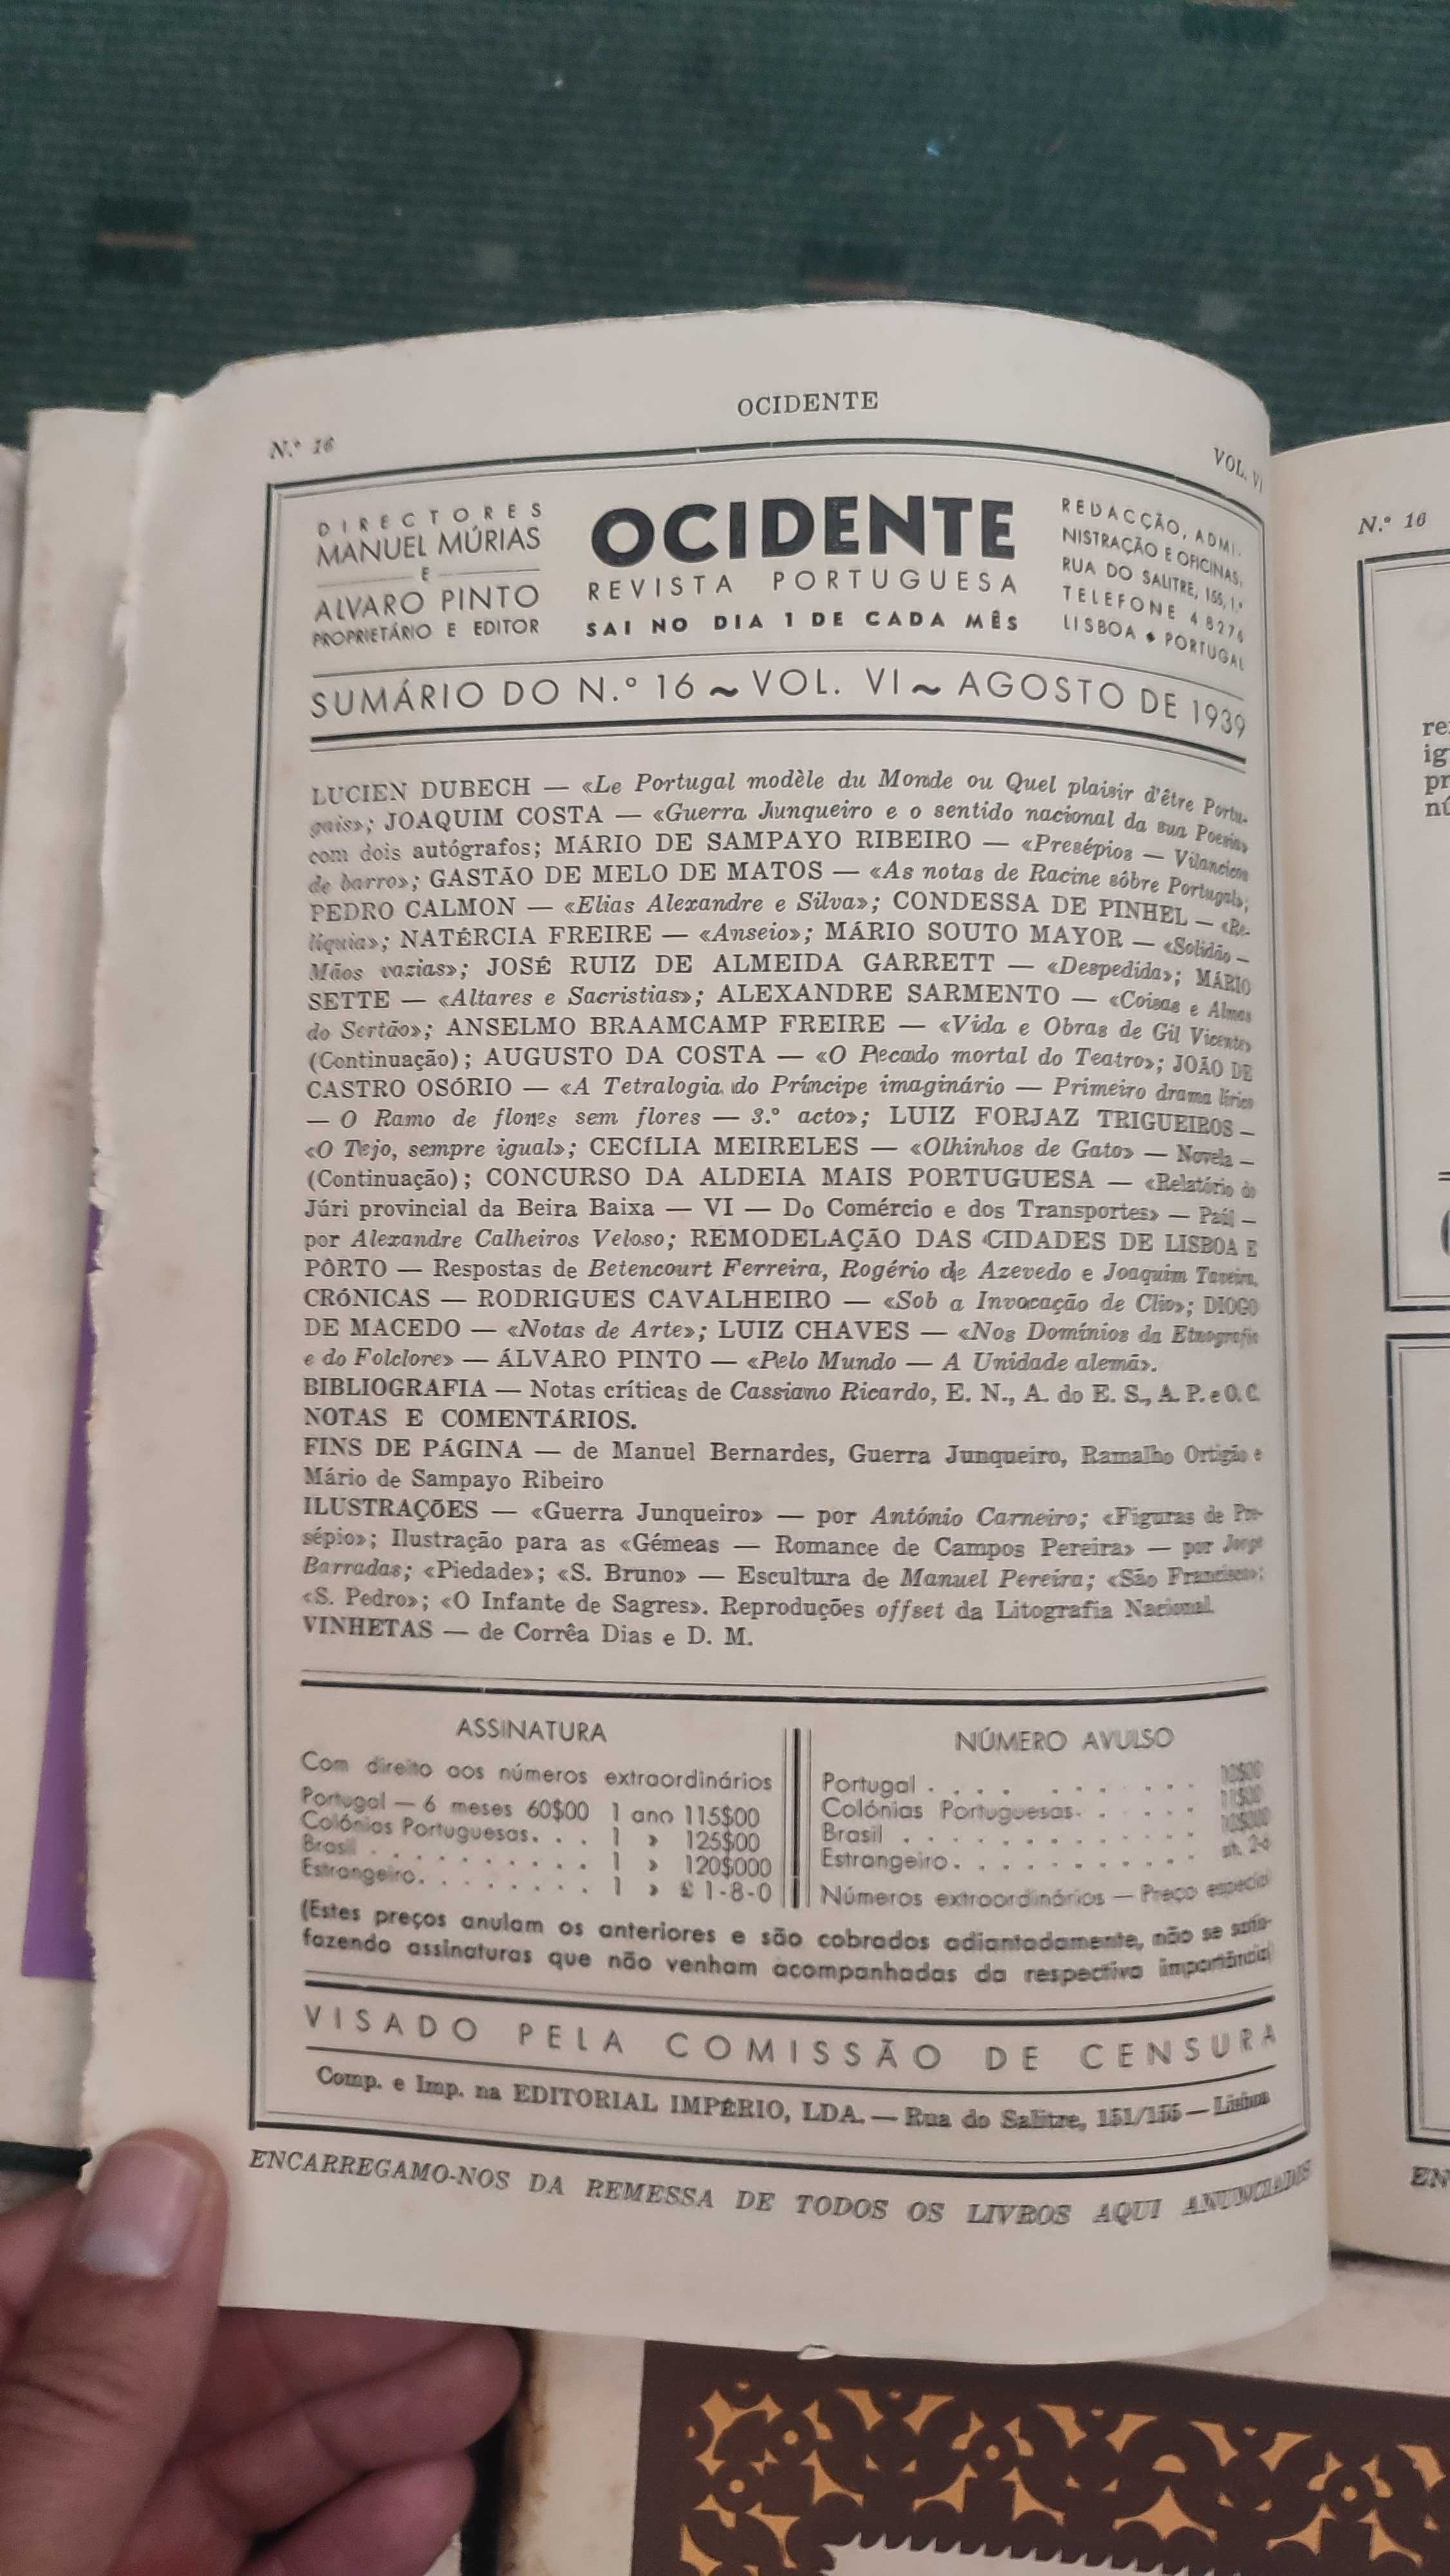 OCIDENTE
N.º 16
VOL. VI
DIRECTORES
MANUEL MÚRIAS
E
ALVARO PINTO
PROPRIETÁRIO E EDITOR
OCIDENTE
REVISTA PORTUGUESA
SAI NO DIA 1 DE CADA MÊS
REDACÇÃO, ADMI-
NISTRAÇÃO E OFICINAS,
RUA DO SALITRE, 155, 1.º
TELEFONE 48276
LISBOA ◆ PORTUGAL
SUMÁRIO DO N.º 16 ~ VOL. VI ~ AGOSTO DE 1939
LUCIEN DUBECH — «Le Portugal modèle du Monde ou Quel plaisir d'être Portu-
gais»; JOAQUIM COSTA — «Guerra Junqueiro e o sentido nacional da sua Poesia»
com dois autógrafos; MÁRIO DE SAMPAYO RIBEIRO — «Presépios — Vilancicos
de barro»; GASTÃO DE MELO DE MATOS — «As notas de Racine sôbre Portugal»;
PEDRO CALMON — «Elias Alexandre e Silva»; CONDESSA DE PINHEL — «Re-
líquia»; NATÉRCIA FREIRE — «Anseio»; MÁRIO SOUTO MAYOR — «Solidão —
Mãos vazias»; JOSÉ RUIZ DE ALMEIDA GARRETT — «Despedida»; MÁRIO
SETTE — «Altares e Sacristias»; ALEXANDRE SARMENTO — «Coisas e Almas
do Sertão»; ANSELMO BRAAMCAMP FREIRE — «Vida e Obras de Gil Vicente»
(Continuação); AUGUSTO DA COSTA — «O Pecado mortal do Teatro»; JOÃO DE
CASTRO OSÓRIO — «A Tetralogia do Príncipe imaginário — Primeiro drama lírico
— O Ramo de flores sem flores — 3.º acto»; LUIZ FORJAZ TRIGUEIROS —
«O Tejo, sempre igual»; CECÍLIA MEIRELES — «Olhinhos de Gato» — Novela —
(Continuação); CONCURSO DA ALDEIA MAIS PORTUGUESA — «Relatório do
Júri provincial da Beira Baixa — VI — Do Comércio e dos Transportes» — Paúl —
por Alexandre Calheiros Veloso; REMODELAÇÃO DAS CIDADES DE LISBOA E
PÔRTO — Respostas de Betencourt Ferreira, Rogério de Azevedo e Joaquim Taveira.
CRÓNICAS — RODRIGUES CAVALHEIRO — «Sob a Invocação de Clio»; DIOGO
DE MACEDO — «Notas de Arte»; LUIZ CHAVES — «Nos Domínios da Etnografia
e do Folclore» — ÁLVARO PINTO — «Pelo Mundo — A Unidade alemã».
BIBLIOGRAFIA — Notas críticas de Cassiano Ricardo, E. N., A. do E. S., A. P. e O. C.
NOTAS E COMENTÁRIOS.
FINS DE PÁGINA — de Manuel Bernardes, Guerra Junqueiro, Ramalho Ortigão e
Mário de Sampayo Ribeiro
ILUSTRAÇÕES — «Guerra Junqueiro» — por António Carneiro; «Figuras de Pre-
sépio»; Ilustração para as «Gémeas — Romance de Campos Pereira» — por Jorge
Barradas; «Piedade»; «S. Bruno» — Escultura de Manuel Pereira; «São Francisco»;
«S. Pedro»; «O Infante de Sagres». Reproduções offset da Litografia Nacional.
VINHETAS — de Corrêa Dias e D. M.
ASSINATURA
Com direito aos números extraordinários
Portugal — 6 meses 60$00 1 ano 115$00
Colónias Portuguesas. . . 1 » 125$00
Brasil . . . . . . . . . . 1 » 120$000
Estrangeiro. . . . . . . . 1 » £ 1-8-0
NÚMERO AVULSO
Portugal . . . . . . . . . . 10$00
Colónias Portuguesas. . . . . . 11$00
Brasil . . . . . . . . . . . .
Estrangeiro. . . . . . . . . .
Números extraordinários — Preço especial
(Estes preços anulam os anteriores e são cobrados adiantadamente, não se satis-
fazendo assinaturas que não venham acompanhadas da respectiva importância)
VISADO PELA COMISSÃO DE CENSURA
Comp. e Imp. na EDITORIAL IMPÉRIO, LDA. — Rua do Salitre, 151/155 — Lisboa
ENCARREGAMO-NOS DA REMESSA DE TODOS OS LIVROS AQUI ANUNCIADOS
N.º 16
re
ig
pr
nú
EN